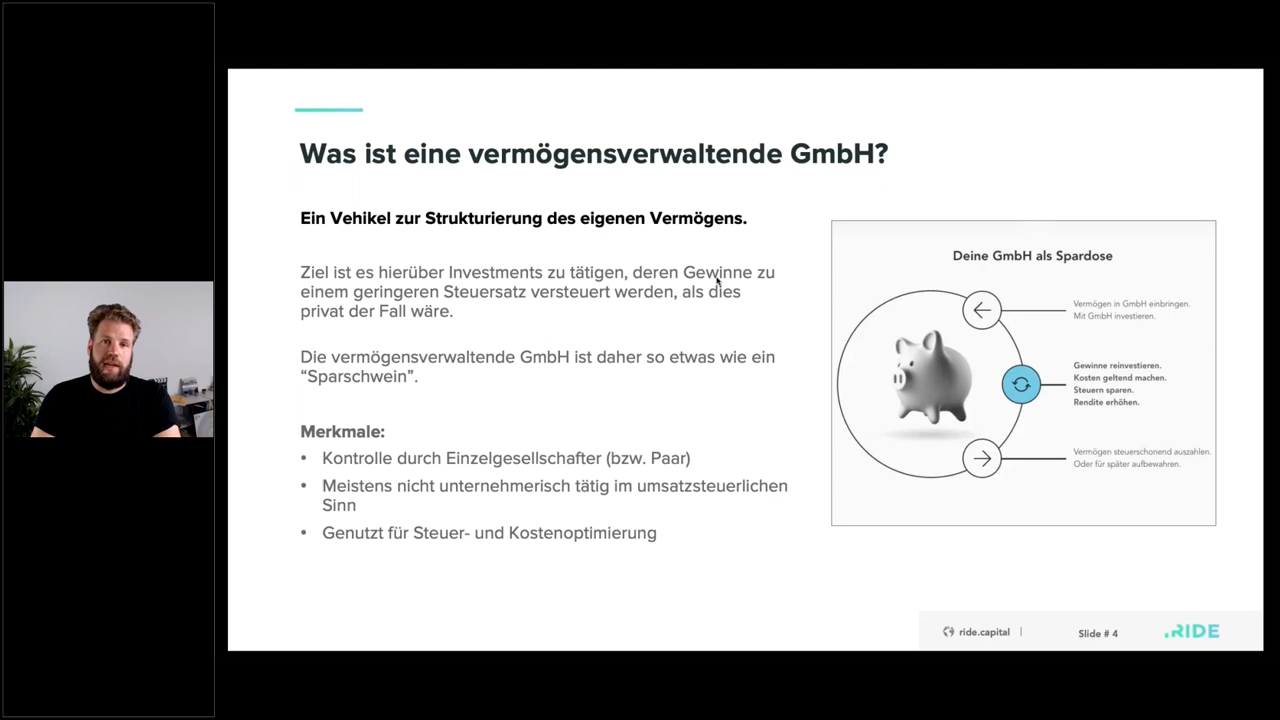 Was ist eine vermögensverwaltende GmbH?
Ein Vehikel zur Strukturierung des eigenen Vermögens.
Ziel ist es hierüber Investments zu tätigen, deren Gewinne zu
einem geringeren Steuersatz versteuert werden, als dies
privat der Fall wäre.
Die vermögensverwaltende GmbH ist daher so etwas wie ein
“Sparschwein”.
Merkmale:
• Kontrolle durch Einzelgesellschafter (bzw. Paar)
• Meistens nicht unternehmerisch tätig im umsatzsteuerlichen
Sinn
• Genutzt für Steuer- und Kostenoptimierung
Deine GmbH als Spardose
Vermögen in GmbH einbringen.
Mit GmbH investieren.
Gewinne reinvestieren.
Kosten geltend machen.
Steuern sparen.
Rendite erhöhen.
Vermögen steuerschonend auszahlen.
Oder für später aufbewahren.
ride.capital |
Slide # 4
.RIDE